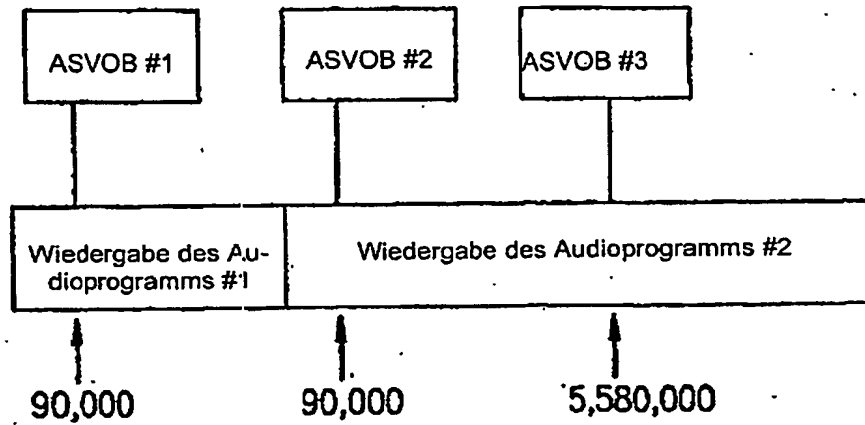 ASVOB #1
ASVOB #2
ASVOB #3
Wiedergabe des Au-
dioprogramms #1
Wiedergabe des Audioprogramms #2
90,000
90,000
5,580,000